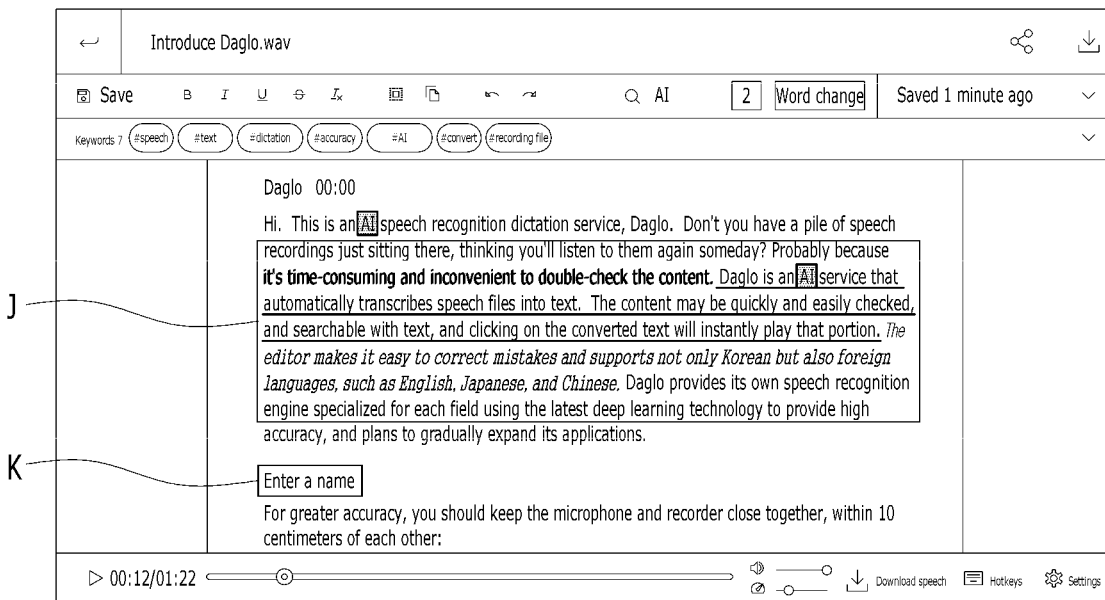 Introduce Daglo.wav
Save B I U S Ix AI 2 Word change Saved 1 minute ago
Keywords 7 #speech #text #dictation #accuracy #AI #convert #recording file
Daglo 00:00
Hi. This is an AI speech recognition dictation service, Daglo. Don't you have a pile of speech
recordings just sitting there, thinking you'll listen to them again someday? Probably because
it's time-consuming and inconvenient to double-check the content. Daglo is an AI service that
automatically transcribes speech files into text. The content may be quickly and easily checked,
and searchable with text, and clicking on the converted text will instantly play that portion. The
editor makes it easy to correct mistakes and supports not only Korean but also foreign
languages, such as English, Japanese, and Chinese. Daglo provides its own speech recognition
engine specialized for each field using the latest deep learning technology to provide high
accuracy, and plans to gradually expand its applications.
J
K
Enter a name
For greater accuracy, you should keep the microphone and recorder close together, within 10
centimeters of each other:
00:12/01:22 Download speech Hotkeys Settings